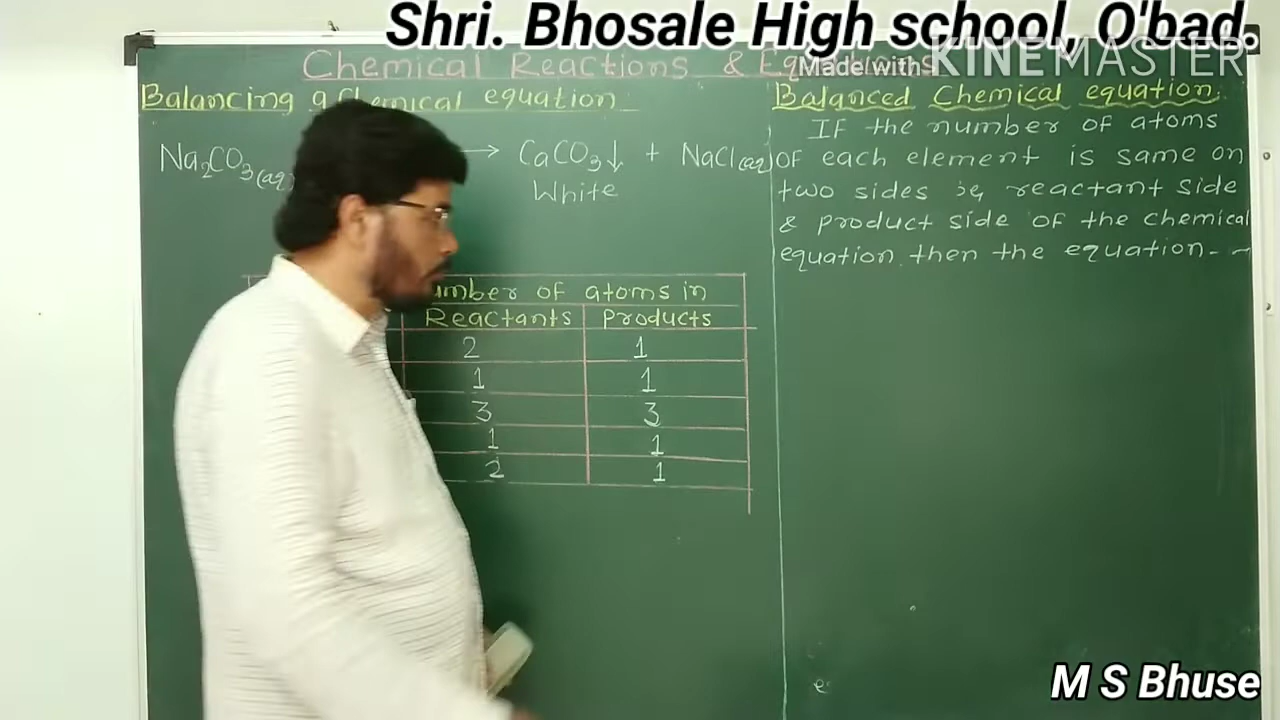 Shri. Bhosale High school, O'bad.
Made with KINEMASTER
Chemical Reactions & Equations
Balancing a Chemical equation
Na₂CO₃(aq) → CaCO₃↓ + NaCl(aq)
White
umber of atoms in
Reactants Products
2 1
1 1
3 3
1 1
2 1
Balanced Chemical equation
If the number of atoms
of each element is same on
two sides ie reactant side
& product side of the chemical
equation then the equation - ~
M S Bhuse